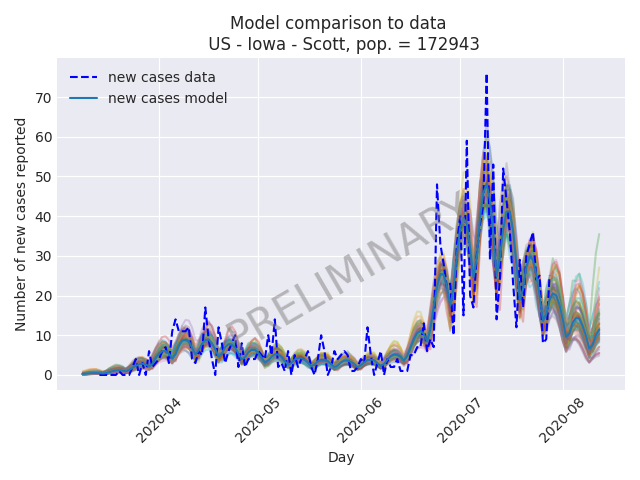 Model comparison to data
US - Iowa - Scott, pop. = 172943
new cases data
new cases model
Number of new cases reported
70
60
50
40
30
20
10
0
PRELIMINARY
2020-04
2020-05
2020-06
2020-07
2020-08
Day